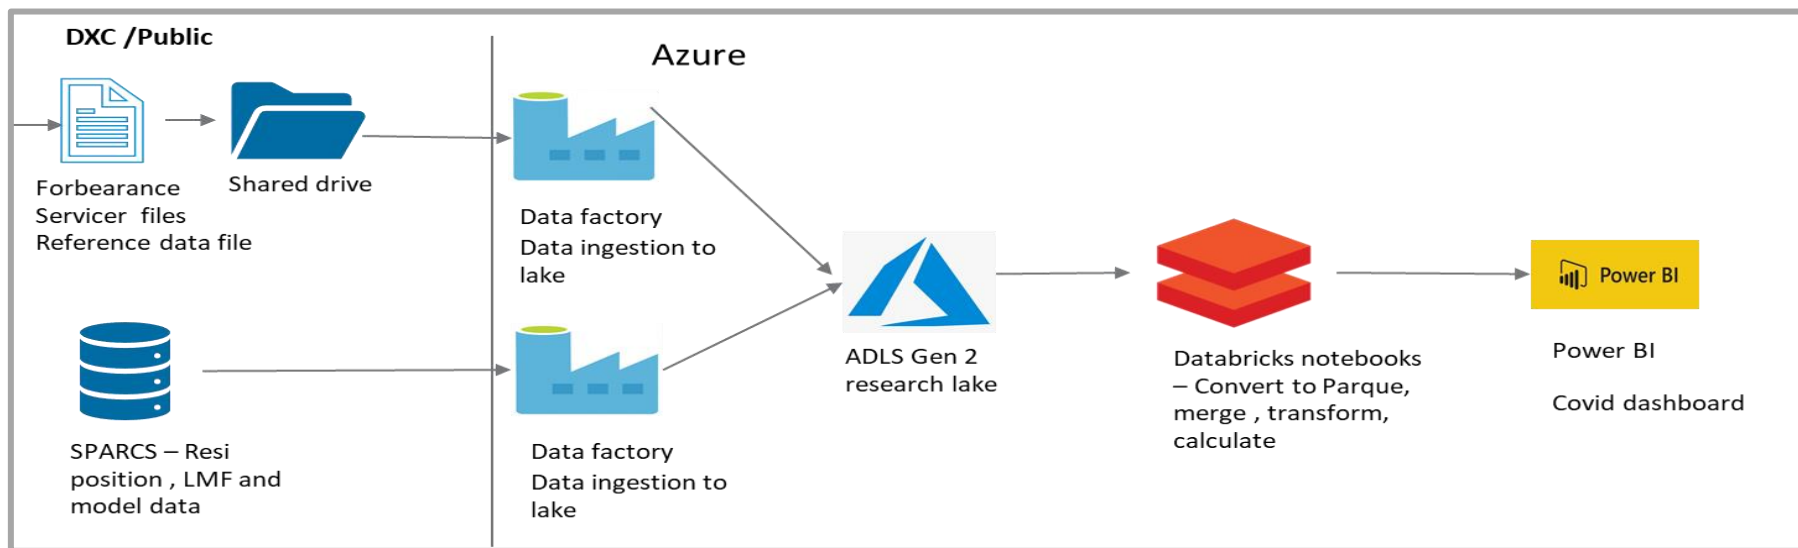 DXC /Public
Azure
Forbearance
Servicer files
Reference data file
Shared drive
Data factory
Data ingestion to
lake
SPARCS – Resi
position , LMF and
model data
Data factory
Data ingestion to
lake
ADLS Gen 2
research lake
Databricks notebooks
– Convert to Parque,
merge , transform,
calculate
Power BI
Power BI
Covid dashboard